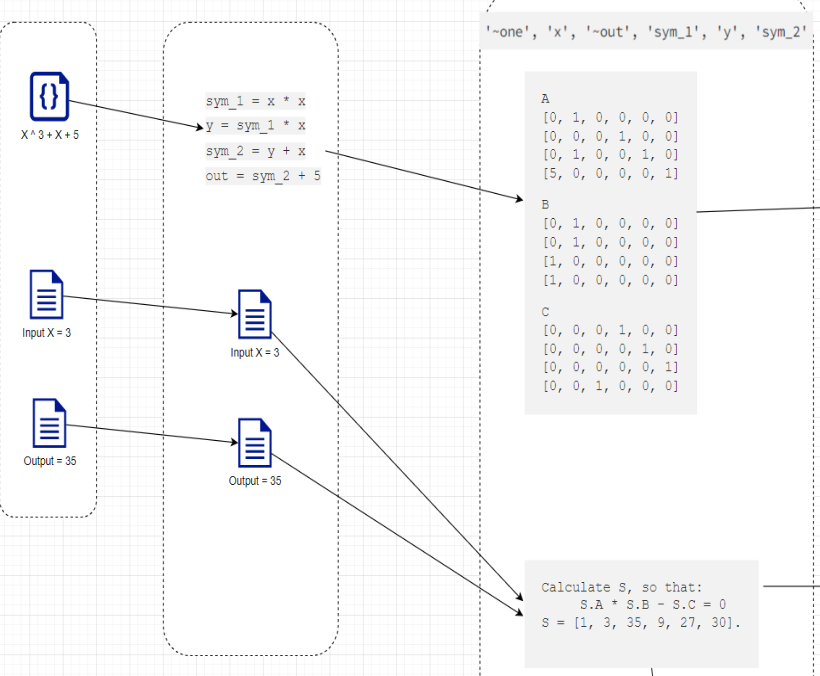 X ^ 3 + X + 5
Input X = 3
Output = 35
sym_1 = x * x
y = sym_1 * x
sym_2 = y + x
out = sym_2 + 5
Input X = 3
Output = 35
'~one', 'x', '~out', 'sym_1', 'y', 'sym_2'
A
[0, 1, 0, 0, 0, 0]
[0, 0, 0, 1, 0, 0]
[0, 1, 0, 0, 1, 0]
[5, 0, 0, 0, 0, 1]
B
[0, 1, 0, 0, 0, 0]
[0, 1, 0, 0, 0, 0]
[1, 0, 0, 0, 0, 0]
[1, 0, 0, 0, 0, 0]
C
[0, 0, 0, 1, 0, 0]
[0, 0, 0, 0, 1, 0]
[0, 0, 0, 0, 0, 1]
[0, 0, 1, 0, 0, 0]
Calculate S, so that:
S.A * S.B - S.C = 0
S = [1, 3, 35, 9, 27, 30].